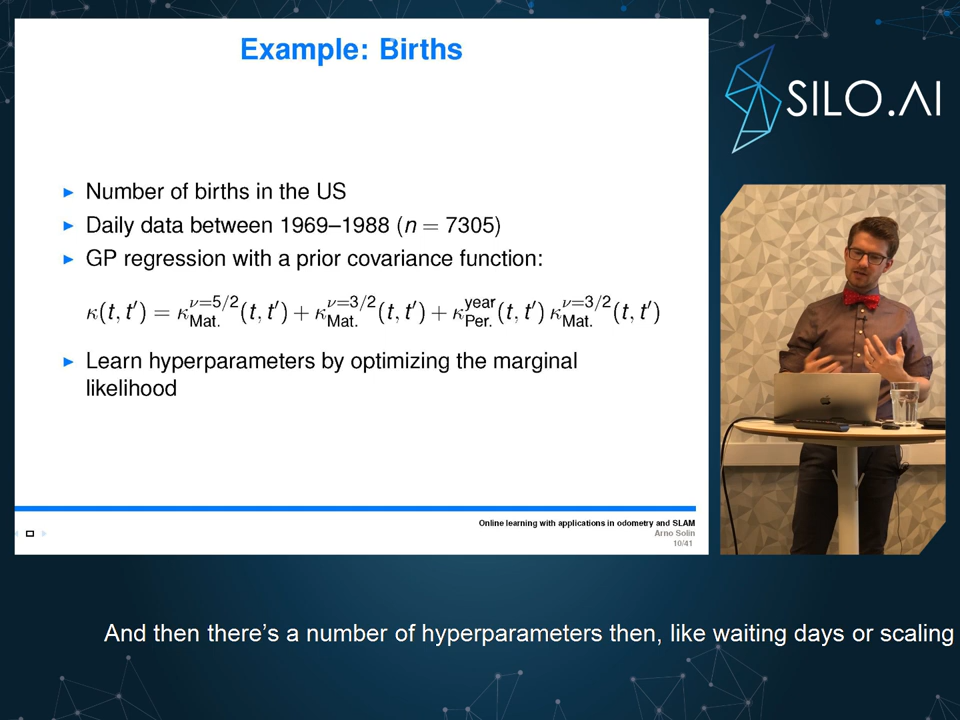 Example: Births
SILO.AI
► Number of births in the US
► Daily data between 1969–1988 (n = 7305)
► GP regression with a prior covariance function:
κ(t, t′) = κ^{ν=5/2}_{Mat.}(t, t′) + κ^{ν=3/2}_{Mat.}(t, t′) + κ^{year}_{Per.}(t, t′) κ^{ν=3/2}_{Mat.}(t, t′)
► Learn hyperparameters by optimizing the marginal
likelihood
Online learning with applications in odometry and SLAM
Arno Solin
10/41
And then there's a number of hyperparameters then, like waiting days or scaling